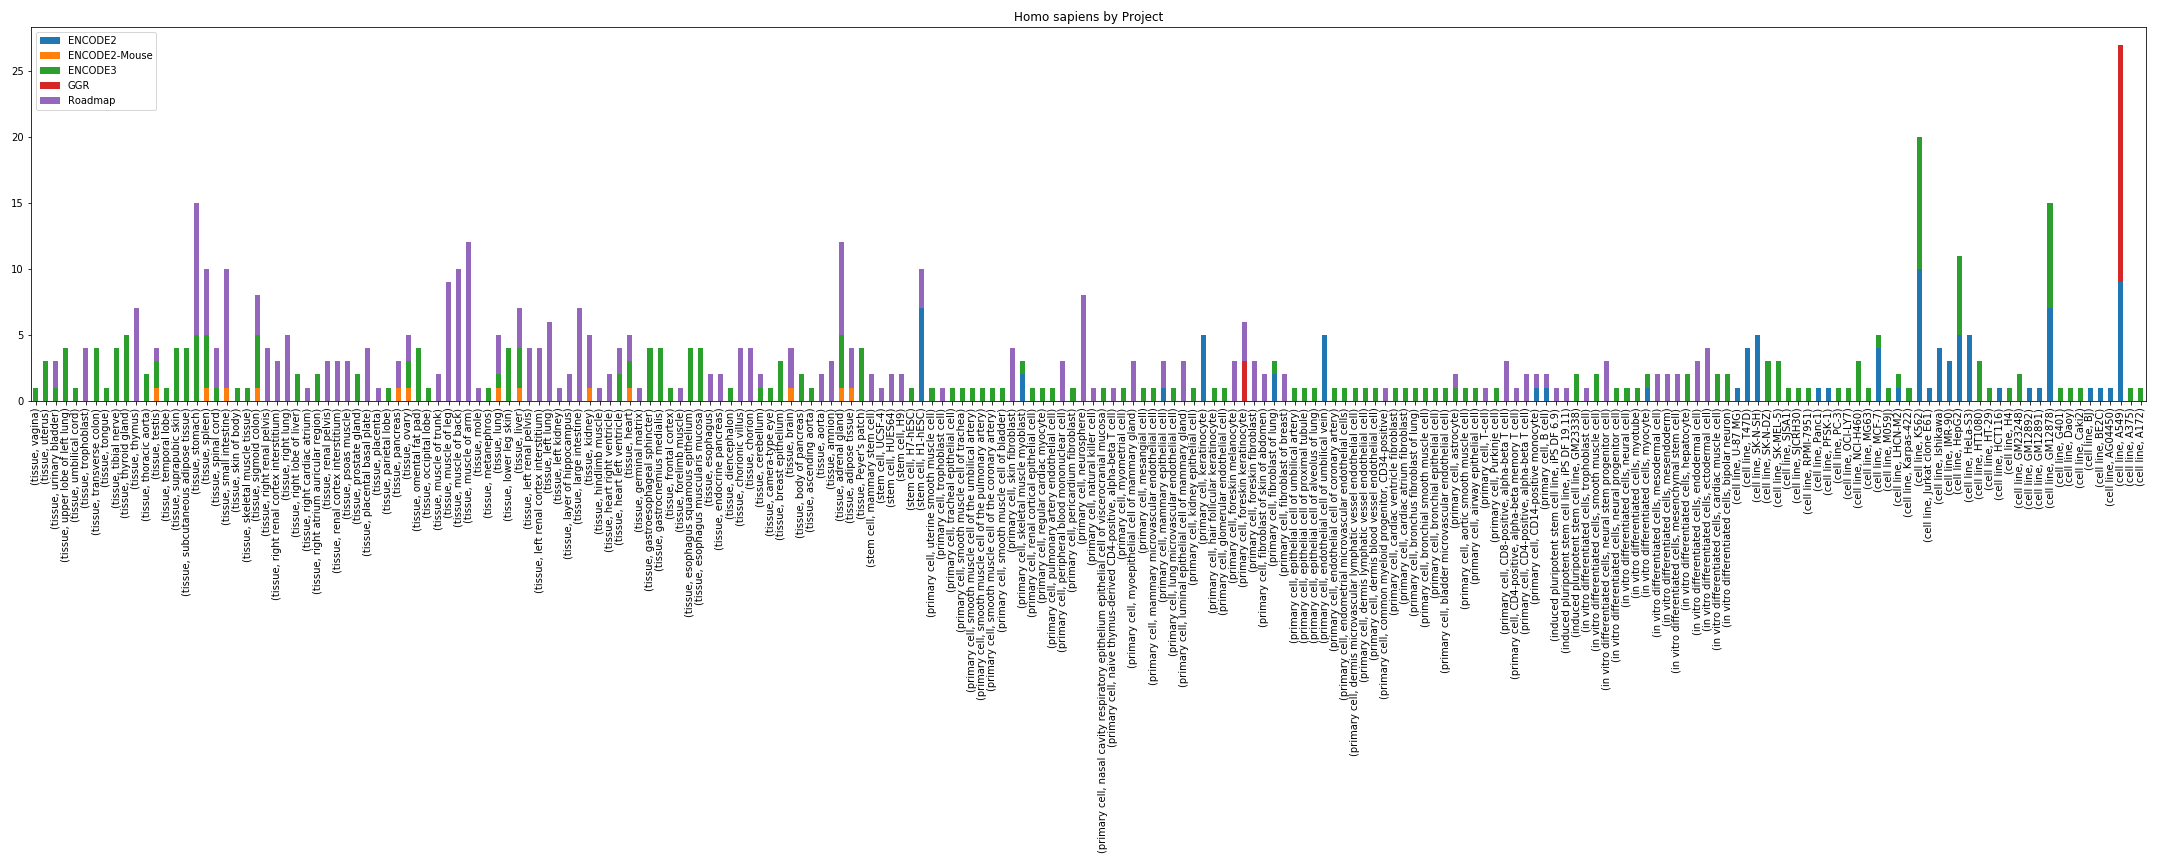 Homo sapiens by Project
ENCODE2
ENCODE2-Mouse
ENCODE3
GGR
Roadmap
25
20
15
10
5
0
(tissue, vagina)
(tissue, uterus)
(tissue, urinary bladder)
(tissue, upper lobe of left lung)
(tissue, umbilical cord)
(tissue, trophoblast)
(tissue, transverse colon)
(tissue, tongue)
(tissue, tibial nerve)
(tissue, thyroid gland)
(tissue, thymus)
(tissue, thoracic aorta)
(tissue, testis)
(tissue, temporal lobe)
(tissue, suprapubic skin)
(tissue, subcutaneous adipose tissue)
(tissue, stomach)
(tissue, spleen)
(tissue, spinal cord)
(tissue, small intestine)
(tissue, skin of body)
(tissue, skeletal muscle tissue)
(tissue, sigmoid colon)
(tissue, right renal pelvis)
(tissue, right renal cortex interstitium)
(tissue, right lung)
(tissue, right lobe of liver)
(tissue, right cardiac atrium)
(tissue, right atrium auricular region)
(tissue, renal pelvis)
(tissue, renal cortex interstitium)
(tissue, psoas muscle)
(tissue, prostate gland)
(tissue, placental basal plate)
(tissue, placenta)
(tissue, parietal lobe)
(tissue, pancreas)
(tissue, ovary)
(tissue, omental fat pad)
(tissue, occipital lobe)
(tissue, muscle of trunk)
(tissue, muscle of leg)
(tissue, muscle of back)
(tissue, muscle of arm)
(tissue, mole)
(tissue, metanephros)
(tissue, lung)
(tissue, lower leg skin)
(tissue, liver)
(tissue, left renal pelvis)
(tissue, left renal cortex interstitium)
(tissue, left lung)
(tissue, left kidney)
(tissue, layer of hippocampus)
(tissue, large intestine)
(tissue, kidney)
(tissue, hindlimb muscle)
(tissue, heart right ventricle)
(tissue, heart left ventricle)
(tissue, heart)
(tissue, germinal matrix)
(tissue, gastroesophageal sphincter)
(tissue, gastrocnemius medialis)
(tissue, frontal cortex)
(tissue, forelimb muscle)
(tissue, esophagus squamous epithelium)
(tissue, esophagus muscularis mucosa)
(tissue, esophagus)
(tissue, endocrine pancreas)
(tissue, diencephalon)
(tissue, chorionic villus)
(tissue, chorion)
(tissue, cerebellum)
(tissue, camera-type eye)
(tissue, breast epithelium)
(tissue, brain)
(tissue, body of pancreas)
(tissue, ascending aorta)
(tissue, aorta)
(tissue, amnion)
(tissue, adrenal gland)
(tissue, adipose tissue)
(tissue, Peyer's patch)
(stem cell, mammary stem cell)
(stem cell, UCSF-4)
(stem cell, HUES64)
(stem cell, H9)
(stem cell, H7-hESC)
(stem cell, H1-hESC)
(primary cell, uterine smooth muscle cell)
(primary cell, trophoblast cell)
(primary cell, tracheal epithelial cell)
(primary cell, smooth muscle cell of trachea)
(primary cell, smooth muscle cell of the umbilical artery)
(primary cell, smooth muscle cell of the pulmonary artery)
(primary cell, smooth muscle cell of the coronary artery)
(primary cell, smooth muscle cell of bladder)
(primary cell, skin fibroblast)
(primary cell, skeletal muscle myoblast)
(primary cell, renal cortical epithelial cell)
(primary cell, regular cardiac myocyte)
(primary cell, pulmonary artery endothelial cell)
(primary cell, peripheral blood mononuclear cell)
(primary cell, pericardium fibroblast)
(primary cell, neurosphere)
(primary cell, natural killer cell)
(primary cell, nasal cavity respiratory epithelium epithelial cell of viscerocranial mucosa)
(primary cell, naive thymus-derived CD4-positive, alpha-beta T cell)
(primary cell, myometrial cell)
(primary cell, myoepithelial cell of mammary gland)
(primary cell, mesangial cell)
(primary cell, mammary microvascular endothelial cell)
(primary cell, mammary epithelial cell)
(primary cell, lung microvascular endothelial cell)
(primary cell, luminal epithelial cell of mammary gland)
(primary cell, kidney epithelial cell)
(primary cell, keratinocyte)
(primary cell, hair follicular keratinocyte)
(primary cell, glomerular endothelial cell)
(primary cell, foreskin melanocyte)
(primary cell, foreskin keratinocyte)
(primary cell, foreskin fibroblast)
(primary cell, fibroblast of skin of abdomen)
(primary cell, fibroblast of lung)
(primary cell, fibroblast of breast)
(primary cell, epithelial cell of umbilical artery)
(primary cell, epithelial cell of proximal tubule)
(primary cell, epithelial cell of alveolus of lung)
(primary cell, endothelial cell of umbilical vein)
(primary cell, endothelial cell of coronary artery)
(primary cell, endometrial microvascular endothelial cells)
(primary cell, dermis microvascular lymphatic vessel endothelial cell)
(primary cell, dermis lymphatic vessel endothelial cell)
(primary cell, dermis blood vessel endothelial cell)
(primary cell, common myeloid progenitor, CD34-positive)
(primary cell, cardiac ventricle fibroblast)
(primary cell, cardiac atrium fibroblast)
(primary cell, bronchus fibroblast of lung)
(primary cell, bronchial smooth muscle cell)
(primary cell, bronchial epithelial cell)
(primary cell, bladder microvascular endothelial cell)
(primary cell, astrocyte)
(primary cell, aortic smooth muscle cell)
(primary cell, airway epithelial cell)
(primary cell, T-cell)
(primary cell, Purkinje cell)
(primary cell, CD8-positive, alpha-beta T cell)
(primary cell, CD4-positive, alpha-beta memory T cell)
(primary cell, CD4-positive, alpha-beta T cell)
(primary cell, CD14-positive monocyte)
(primary cell, B cell)
(induced pluripotent stem cell line, iPS DF 6.9)
(induced pluripotent stem cell line, iPS DF 19.11)
(induced pluripotent stem cell line, GM23338)
(in vitro differentiated cells, trophoblast cell)
(in vitro differentiated cells, smooth muscle cell)
(in vitro differentiated cells, neural stem progenitor cell)
(in vitro differentiated cells, neural progenitor cell)
(in vitro differentiated cells, neural cell)
(in vitro differentiated cells, myotube)
(in vitro differentiated cells, myocyte)
(in vitro differentiated cells, mesodermal cell)
(in vitro differentiated cells, mesendoderm)
(in vitro differentiated cells, mesenchymal stem cell)
(in vitro differentiated cells, hepatocyte)
(in vitro differentiated cells, endodermal cell)
(in vitro differentiated cells, ectodermal cell)
(in vitro differentiated cells, cardiac muscle cell)
(in vitro differentiated cells, bipolar neuron)
(cell line, U-87 MG)
(cell line, T47D)
(cell line, SK-N-SH)
(cell line, SK-N-DZ)
(cell line, SK-MEL-5)
(cell line, SJSA1)
(cell line, SJCRH30)
(cell line, RPMI7951)
(cell line, Panc1)
(cell line, PFSK-1)
(cell line, PC-3)
(cell line, OCI-LY7)
(cell line, NCI-H460)
(cell line, MG63)
(cell line, MCF-7)
(cell line, M059J)
(cell line, LHCN-M2)
(cell line, Karpas-422)
(cell line, K562)
(cell line, Jurkat clone E61)
(cell line, Ishikawa)
(cell line, IMR-90)
(cell line, HepG2)
(cell line, HeLa-S3)
(cell line, HT1080)
(cell line, HT-29)
(cell line, HCT116)
(cell line, H4)
(cell line, GM23248)
(cell line, GM12892)
(cell line, GM12891)
(cell line, GM12878)
(cell line, G401)
(cell line, Daoy)
(cell line, Caki2)
(cell line, BJ)
(cell line, BE2C)
(cell line, AG04450)
(cell line, A549)
(cell line, A375)
(cell line, A172)